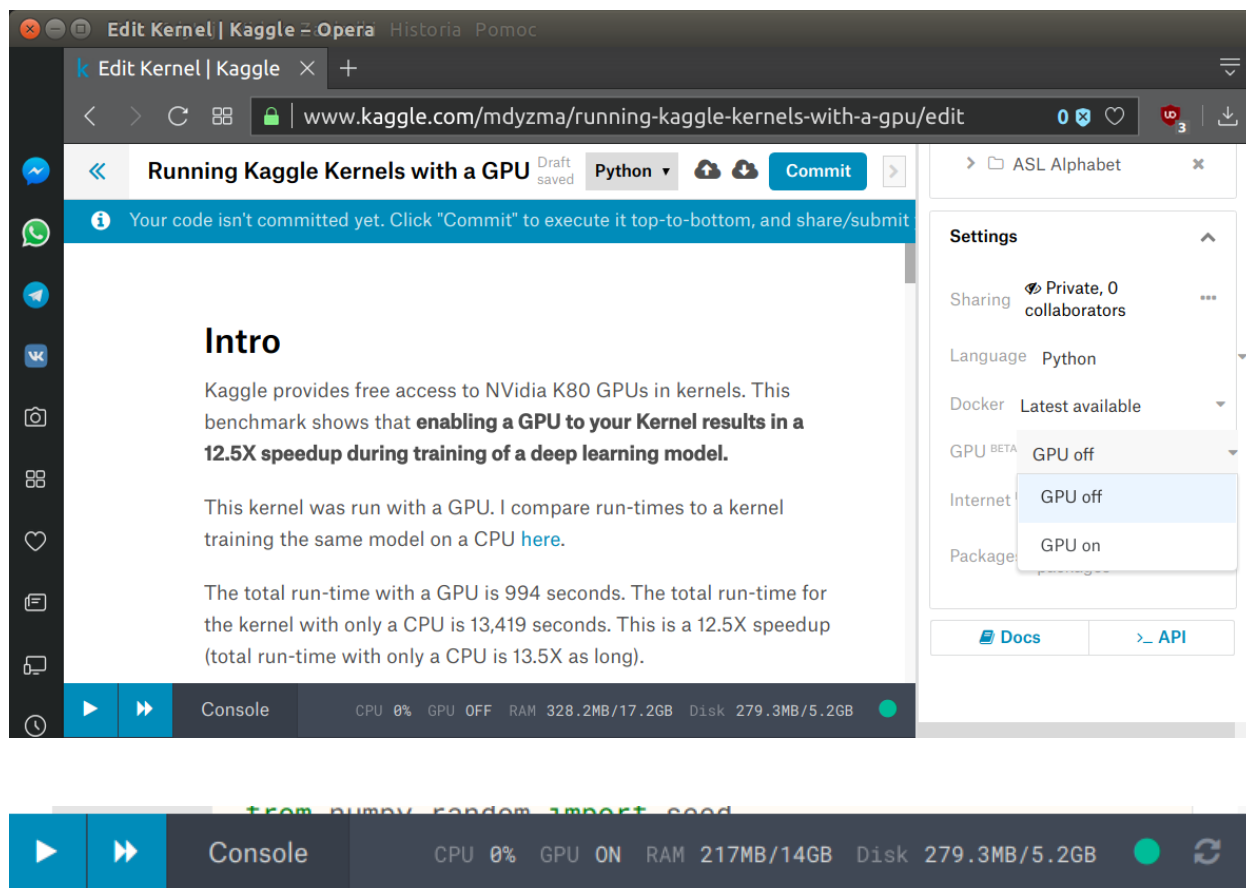 Edit Kernel | Kaggle – Opera Historia Pomoc
k Edit Kernel | Kaggle
www.kaggle.com/mdyzma/running-kaggle-kernels-with-a-gpu/edit 0 3
Running Kaggle Kernels with a GPU Draft saved Python Commit
Your code isn't committed yet. Click "Commit" to execute it top-to-bottom, and share/submit
Intro
Kaggle provides free access to NVidia K80 GPUs in kernels. This
benchmark shows that enabling a GPU to your Kernel results in a
12.5X speedup during training of a deep learning model.
This kernel was run with a GPU. I compare run-times to a kernel
training the same model on a CPU here.
The total run-time with a GPU is 994 seconds. The total run-time for
the kernel with only a CPU is 13,419 seconds. This is a 12.5X speedup
(total run-time with only a CPU is 13.5X as long).
Console CPU 0% GPU OFF RAM 328.2MB/17.2GB Disk 279.3MB/5.2GB
ASL Alphabet
Settings
Sharing Private, 0
collaborators
Language Python
Docker Latest available
GPU BETA GPU off
Internet GPU off
GPU on
Package
packages
Docs >_ API
from numpy.random import seed
Console CPU 0% GPU ON RAM 217MB/14GB Disk 279.3MB/5.2GB